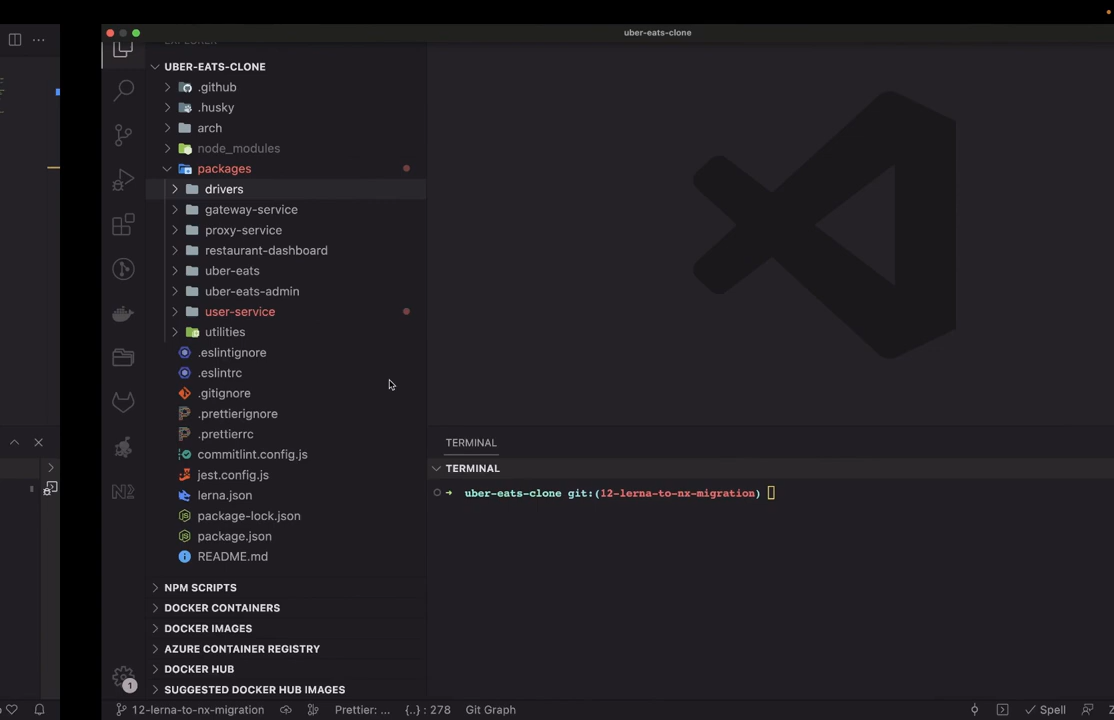 uber-eats-clone
EXPLORER
UBER-EATS-CLONE
.github
.husky
arch
node_modules
packages
drivers
gateway-service
proxy-service
restaurant-dashboard
uber-eats
uber-eats-admin
user-service
utilities
.eslintignore
.eslintrc
.gitignore
.prettierignore
.prettierrc
commitlint.config.js
jest.config.js
lerna.json
package-lock.json
package.json
README.md
NPM SCRIPTS
DOCKER CONTAINERS
DOCKER IMAGES
AZURE CONTAINER REGISTRY
DOCKER HUB
SUGGESTED DOCKER HUB IMAGES
TERMINAL
TERMINAL
uber-eats-clone git:(12-lerna-to-nx-migration)
1
12-lerna-to-nx-migration Prettier: ... {..} : 278 Git Graph Spell